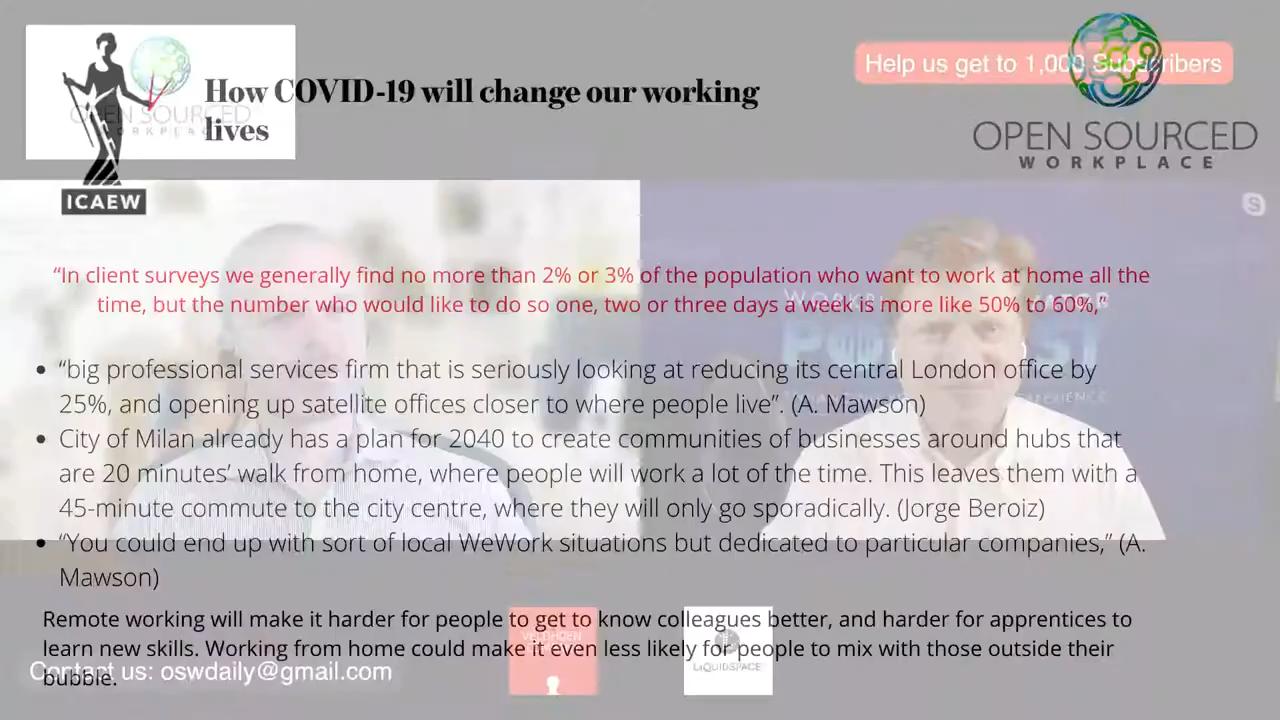 How COVID-19 will change our working
lives
OPEN SOURCED
WORKPLACE
ICAEW
Help us get to 1,000 Subscribers
OPEN SOURCED
WORKPLACE
“In client surveys we generally find no more than 2% or 3% of the population who want to work at home all the
time, but the number who would like to do so one, two or three days a week is more like 50% to 60%,”
• “big professional services firm that is seriously looking at reducing its central London office by
25%, and opening up satellite offices closer to where people live”. (A. Mawson)
• City of Milan already has a plan for 2040 to create communities of businesses around hubs that
are 20 minutes’ walk from home, where people will work a lot of the time. This leaves them with a
45-minute commute to the city centre, where they will only go sporadically. (Jorge Beroiz)
• “You could end up with sort of local WeWork situations but dedicated to particular companies,” (A.
Mawson)
Remote working will make it harder for people to get to know colleagues better, and harder for apprentices to
learn new skills. Working from home could make it even less likely for people to mix with those outside their
bubble.
Contact us: oswdaily@gmail.com
LiQUIDSPACE